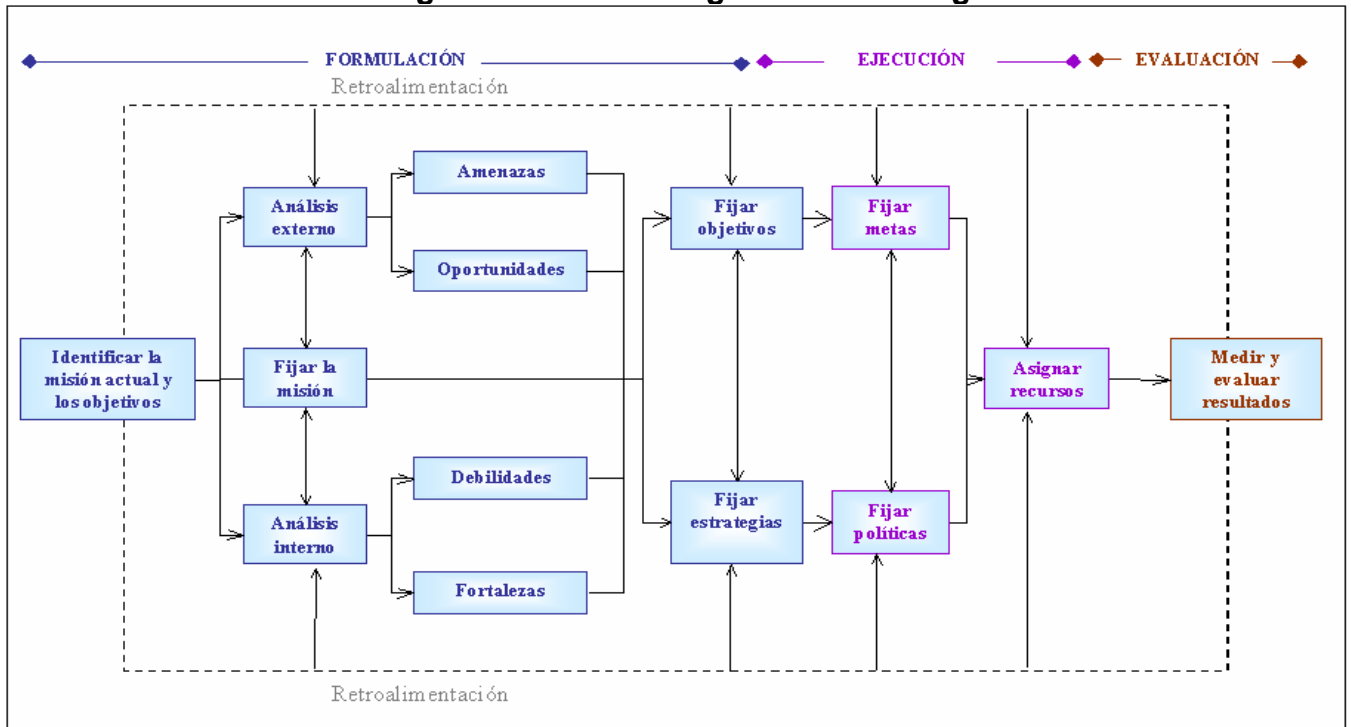 FORMULACIÓN
EJECUCIÓN
EVALUACIÓN
Retroalimentación
Amenazas
Análisis
externo
Fijar
objetivos
Fijar
metas
Oportunidades
Identificar la
misión actual y
los objetivos
Fijar la
misión
Asignar
recursos
Medir y
evaluar
resultados
Debilidades
Análisis
interno
Fijar
estrategias
Fijar
políticas
Fortalezas
Retroalimentación